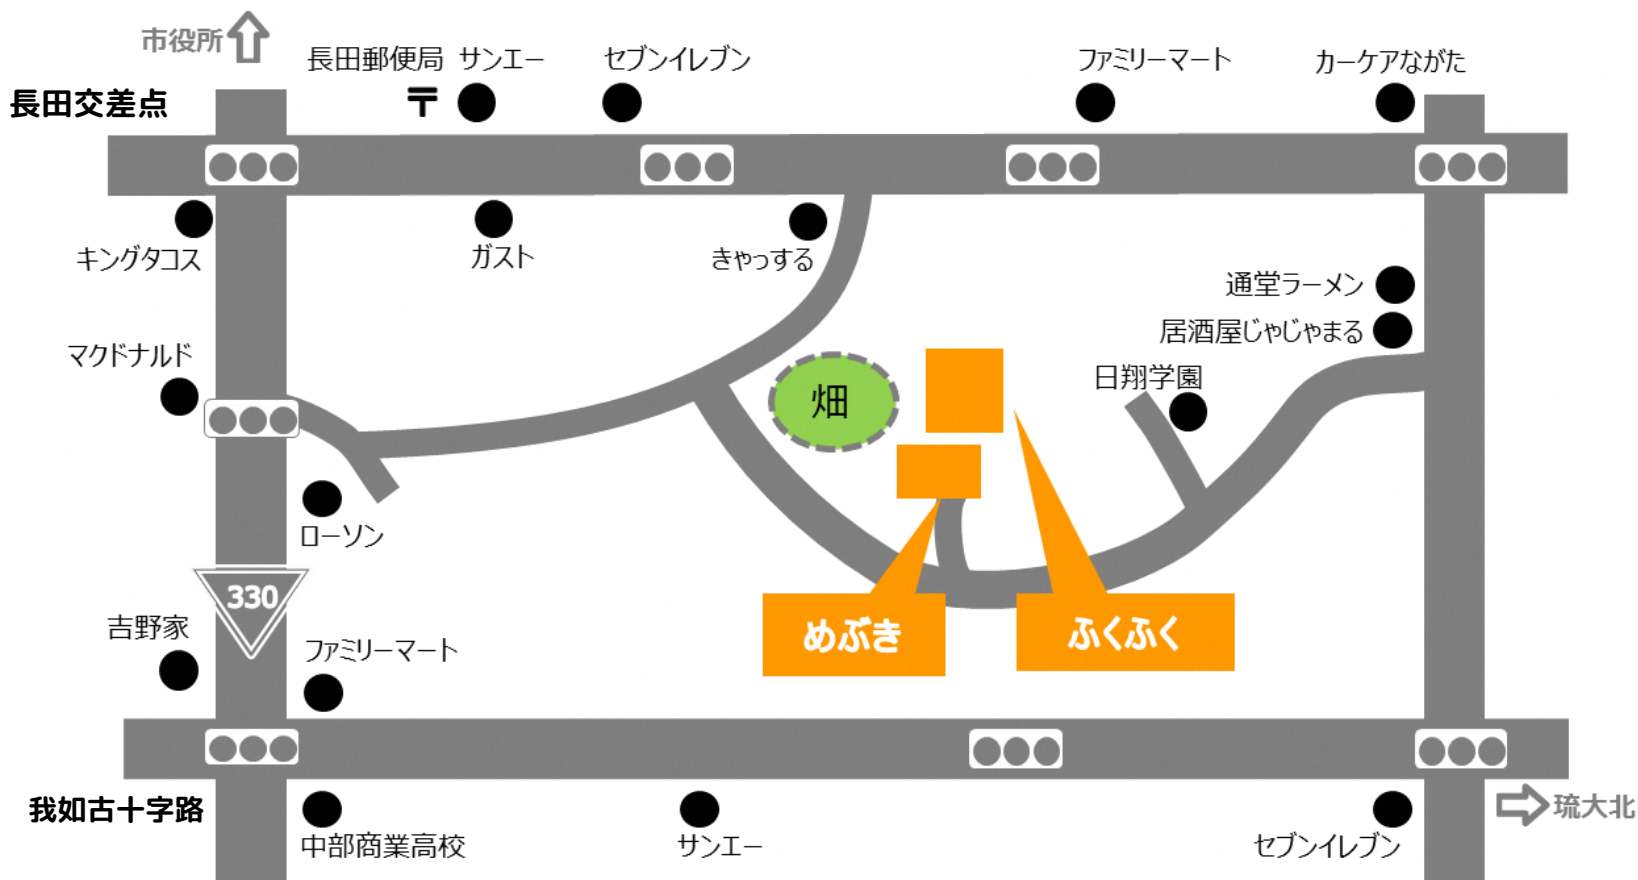 市役所
長田郵便局
サンエー
セブンイレブン
ファミリーマート
カーケアながた
〒
長田交差点
キングタコス
ガスト
きゃっする
通堂ラーメン
居酒屋じゃじゃまる
マクドナルド
日翔学園
畑
ローソン
330
吉野家
ファミリーマート
めぶき
ふくふく
我如古十字路
琉大北
中部商業高校
サンエー
セブンイレブン